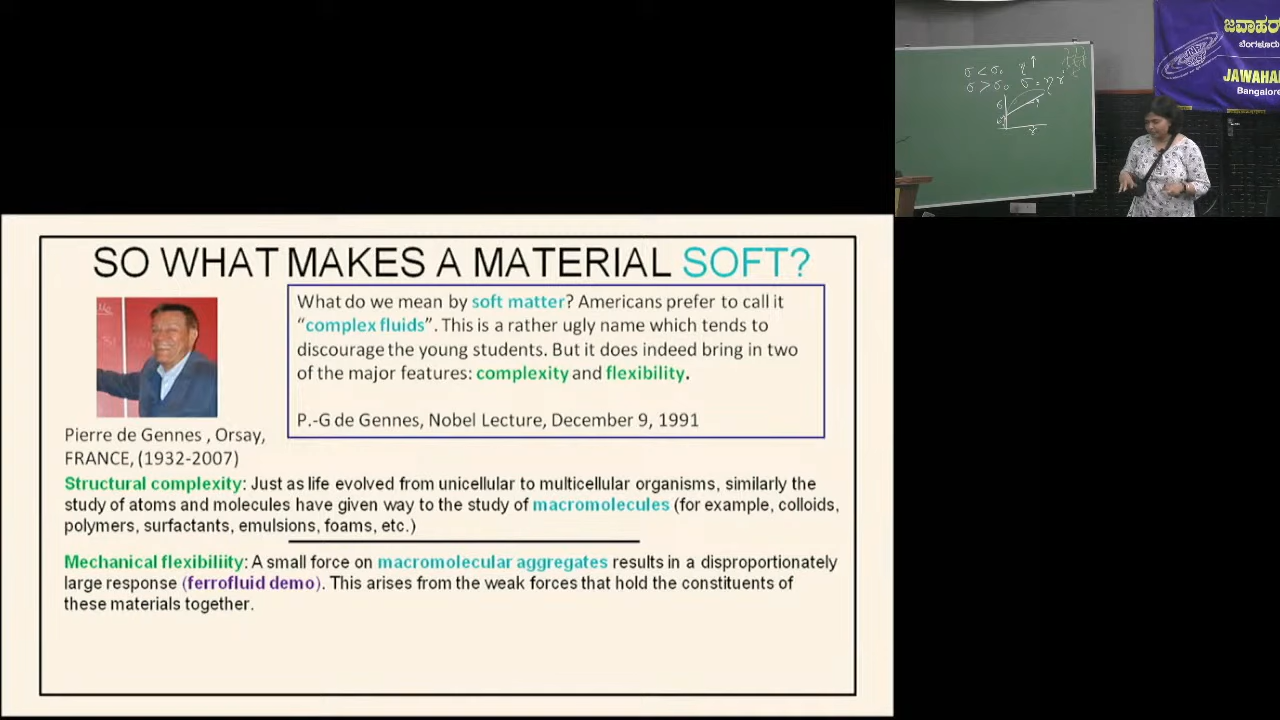 SO WHAT MAKES A MATERIAL SOFT?
What do we mean by soft matter? Americans prefer to call it
“complex fluids”. This is a rather ugly name which tends to
discourage the young students. But it does indeed bring in two
of the major features: complexity and flexibility.
P.-G de Gennes, Nobel Lecture, December 9, 1991
Pierre de Gennes , Orsay,
FRANCE, (1932-2007)
Structural complexity: Just as life evolved from unicellular to multicellular organisms, similarly the
study of atoms and molecules have given way to the study of macromolecules (for example, colloids,
polymers, surfactants, emulsions, foams, etc.)
Mechanical flexibiliity: A small force on macromolecular aggregates results in a disproportionately
large response (ferrofluid demo). This arises from the weak forces that hold the constituents of
these materials together.
σ < σ₀ η ↑
σ > σ₀ σ = η γ̇
ಜವಾಹರ
ಬೆಂಗಳೂರು
JAWAHA
Bangalore